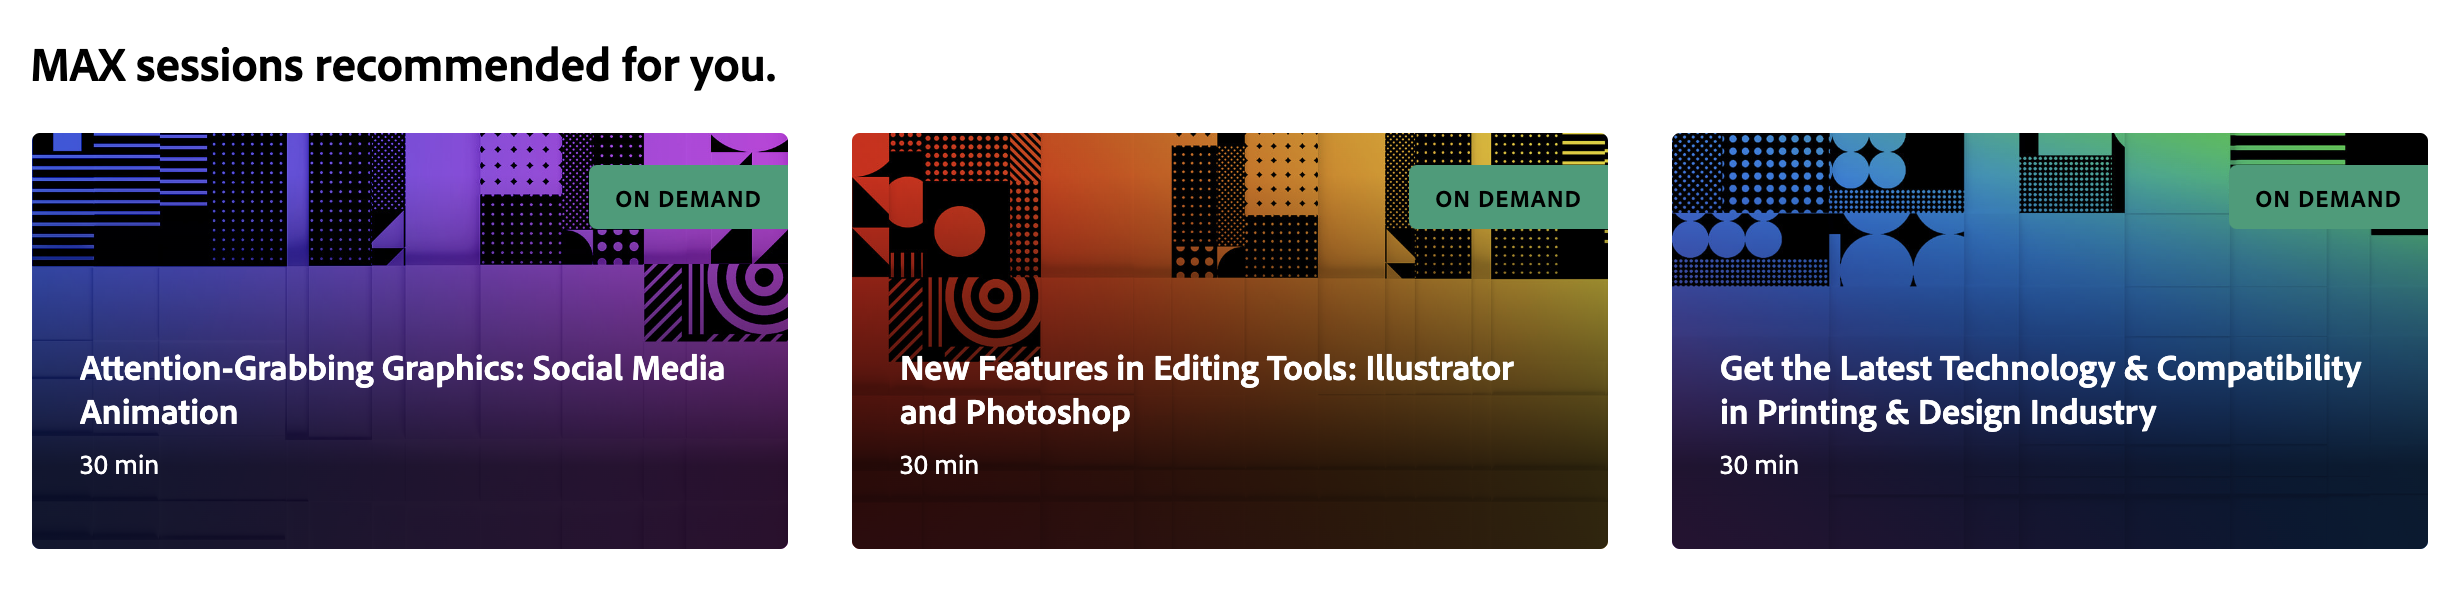 MAX sessions recommended for you.
ON DEMAND
Attention-Grabbing Graphics: Social Media
Animation
30 min
ON DEMAND
New Features in Editing Tools: Illustrator
and Photoshop
30 min
ON DEMAND
Get the Latest Technology & Compatibility
in Printing & Design Industry
30 min